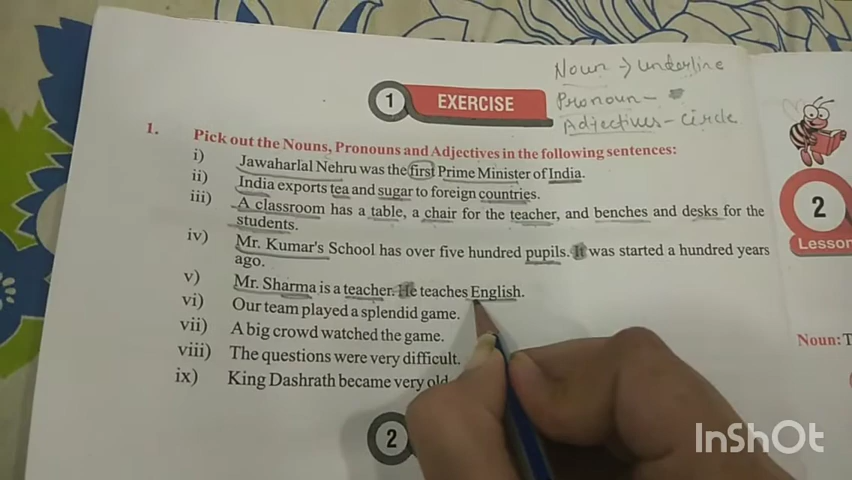 Noun → underline
Pronoun -
Adjectives - circle
1 EXERCISE
1. Pick out the Nouns, Pronouns and Adjectives in the following sentences:
i) Jawaharlal Nehru was the first Prime Minister of India.
ii) India exports tea and sugar to foreign countries.
iii) A classroom has a table, a chair for the teacher, and benches and desks for the
students.
iv) Mr. Kumar's School has over five hundred pupils. It was started a hundred years
ago.
v) Mr. Sharma is a teacher. He teaches English.
vi) Our team played a splendid game.
vii) A big crowd watched the game.
viii) The questions were very difficult.
ix) King Dashrath became very old
2
2
Lesson
Noun: T
InShOt